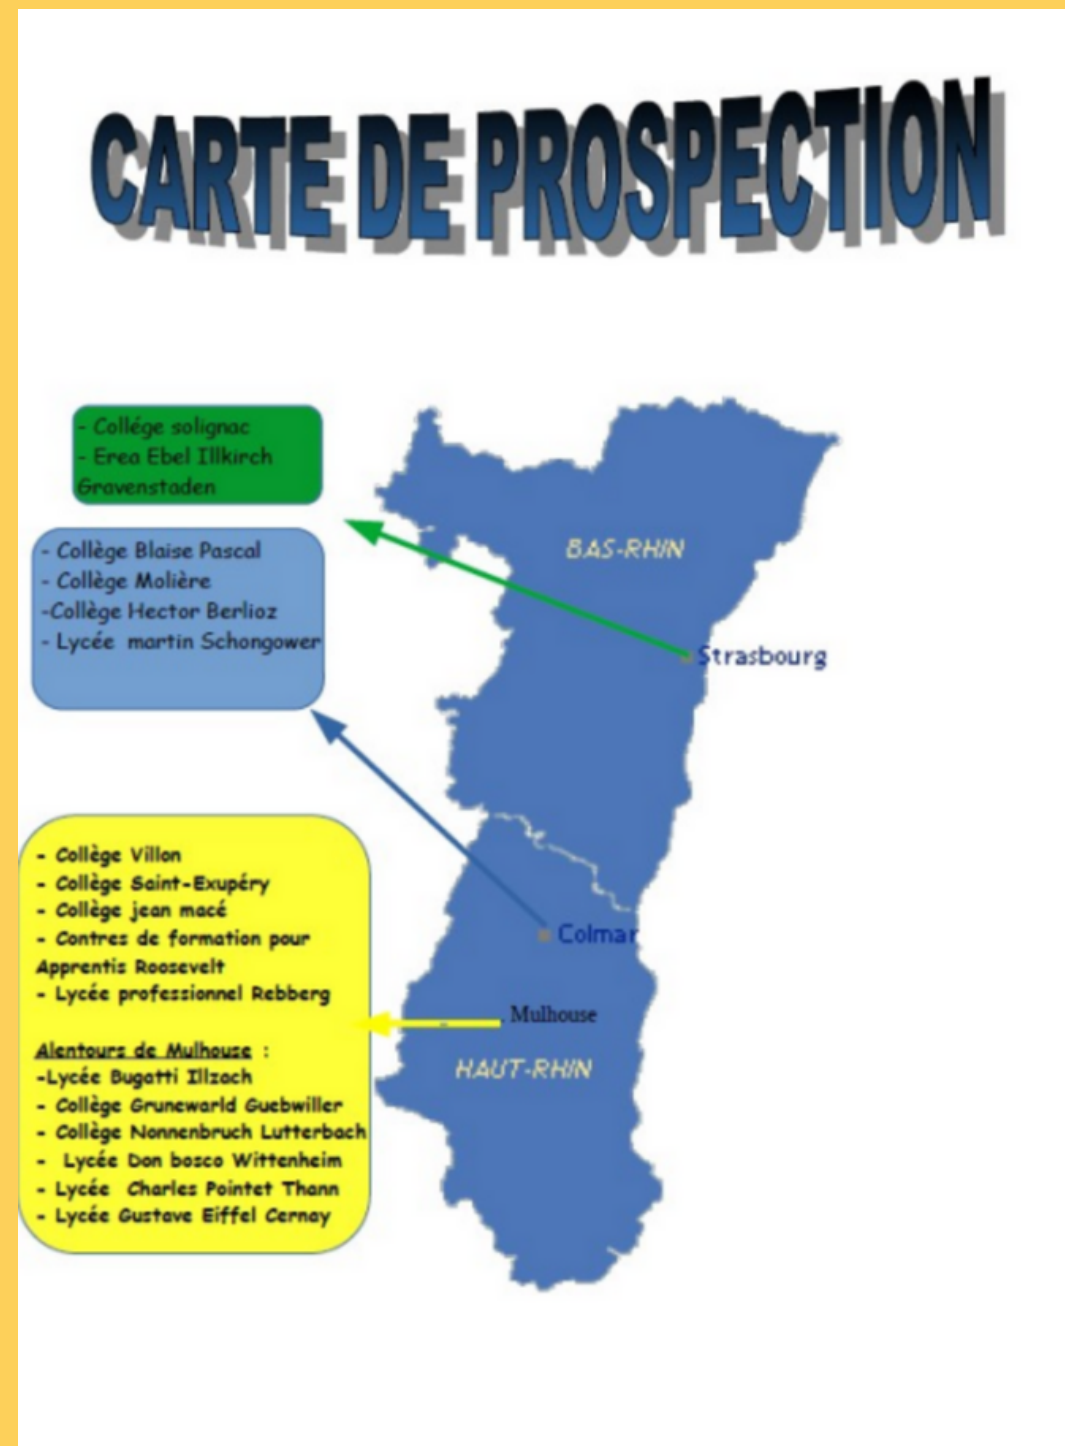 CARTE DE PROSPECTION
- Collége solignac
- Erea Ebel Illkirch
Gravenstaden
- Collège Blaise Pascal
- Collège Molière
-Collège Hector Berlioz
- Lycée martin Schongower
BAS-RHIN
Strasbourg
- Collège Villon
- Collège Saint-Exupéry
- Collège jean macé
- Contres de formation pour
Apprentis Roosevelt
- Lycée professionnel Rebberg
Alentours de Mulhouse :
-Lycée Bugatti Illzach
- Collège Grunewarld Guebwiller
- Collège Nonnenbruch Lutterbach
- Lycée Don bosco Wittenheim
- Lycée Charles Pointet Thann
- Lycée Gustave Eiffel Cernay
Colmar
Mulhouse
HAUT-RHIN